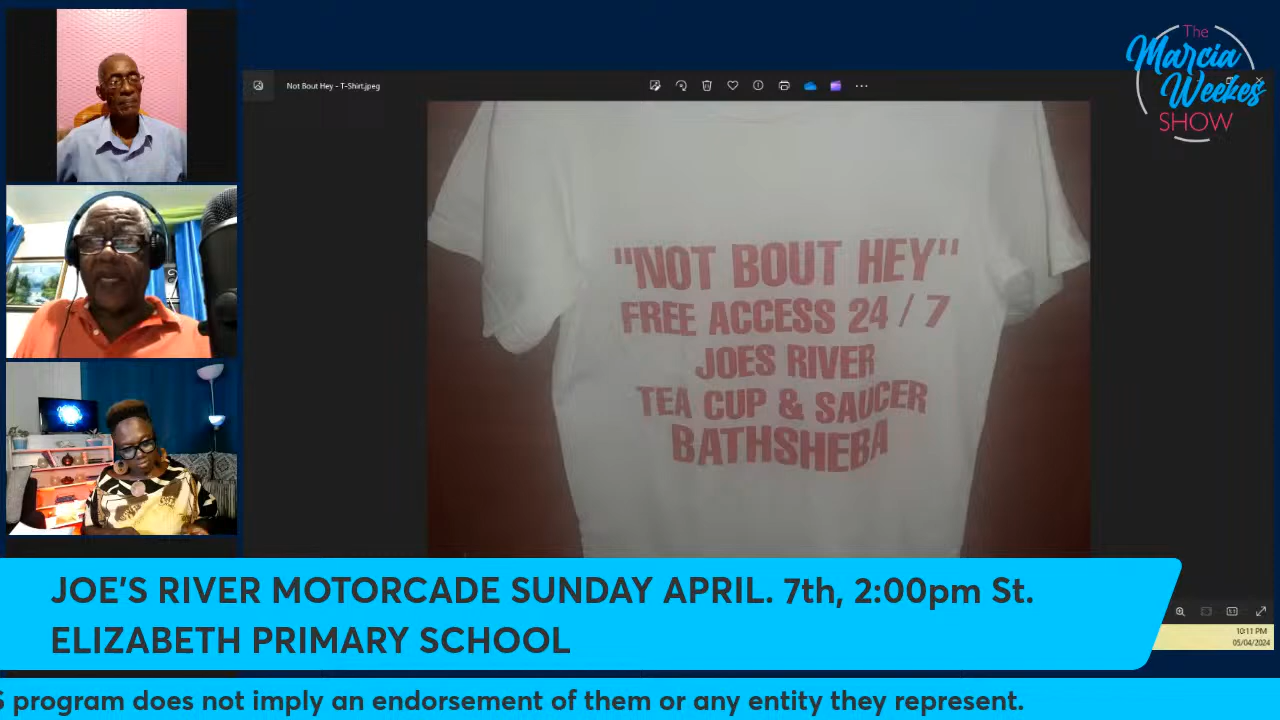 The
Marcia
Weekes
SHOW
Not Bout Hey - T-Shirt.jpeg
"NOT BOUT HEY"
FREE ACCESS 24 / 7
JOES RIVER
TEA CUP & SAUCER
BATHSHEBA
JOE'S RIVER MOTORCADE SUNDAY APRIL. 7th, 2:00pm St.
ELIZABETH PRIMARY SCHOOL
10:11 PM
05/04/2024
S program does not imply an endorsement of them or any entity they represent.